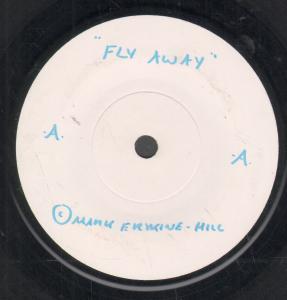 "FLY AWAY"
.A.
.A.
© MARK ERSKINE-HILL